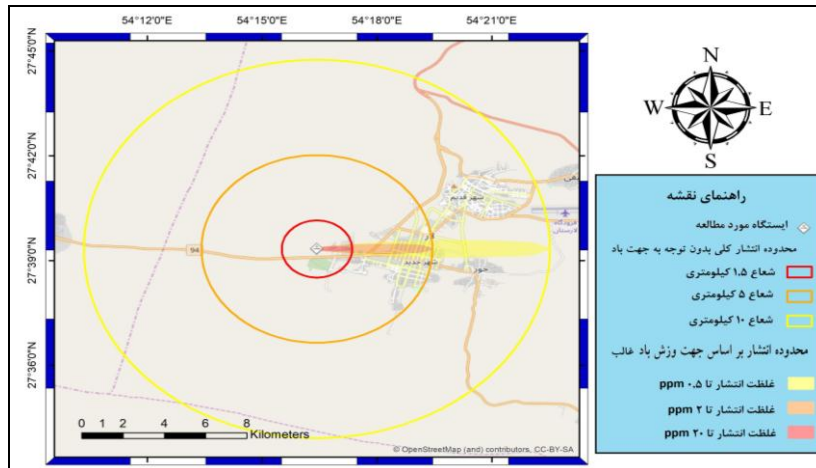 54°12'0"E 54°15'0"E 54°18'0"E 54°21'0"E
27°45'0"N
27°42'0"N
27°39'0"N
27°36'0"N
N
W E
S
شهر قدیم
فرودگاه
لارستان
لار
شهر جدید
خور
94
0 1 2 4 6 8
Kilometers
© OpenStreetMap (and) contributors, CC-BY-SA
راهنمای نقشه
ایستگاه مورد مطالعه
محدوده انتشار کلی بدون توجه به جهت باد
شعاع ۱.۵ کیلومتری
شعاع ۵ کیلومتری
شعاع ۱۰ کیلومتری
محدوده انتشار بر اساس جهت وزش باد غالب
غلظت انتشار تا ۰.۵ ppm
غلظت انتشار تا ۲ ppm
غلظت انتشار تا ۲۰ ppm